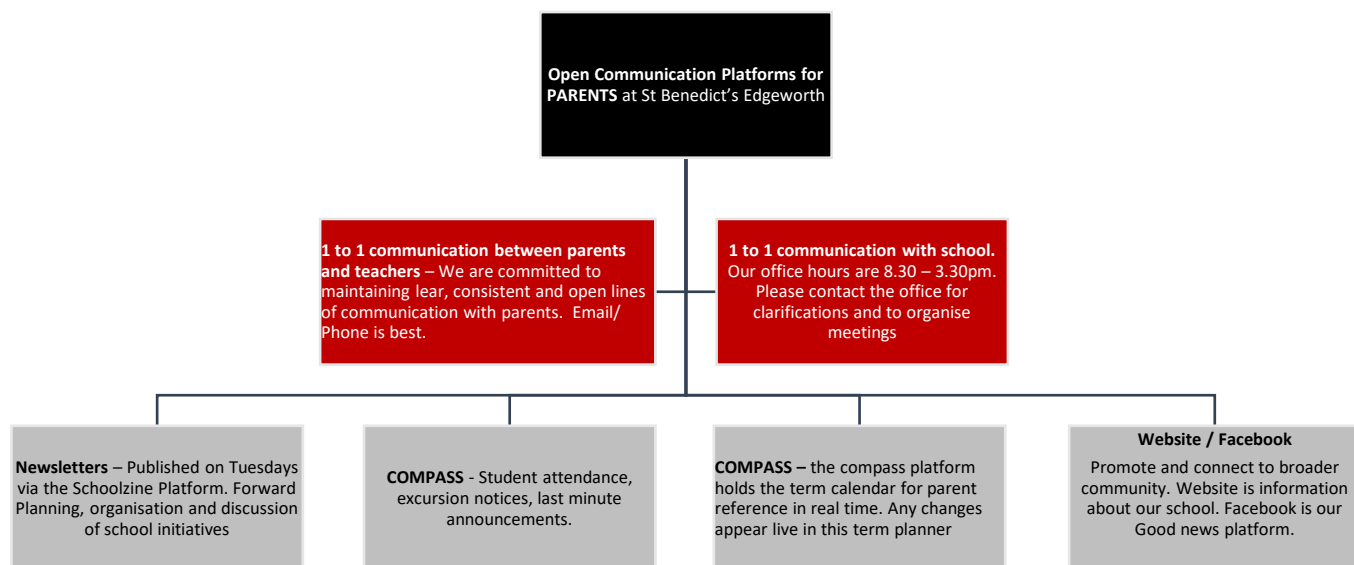 Open Communication Platforms for
PARENTS at St Benedict’s Edgeworth
1 to 1 communication between parents
and teachers – We are committed to
maintaining lear, consistent and open lines
of communication with parents.  Email/
Phone is best.
1 to 1 communication with school.
Our office hours are 8.30 – 3.30pm.
Please contact the office for
clarifications and to organise
meetings
Newsletters – Published on Tuesdays
via the Schoolzine Platform. Forward
Planning, organisation and discussion
of school initiatives
COMPASS - Student attendance,
excursion notices, last minute
announcements.
COMPASS – the compass platform
holds the term calendar for parent
reference in real time. Any changes
appear live in this term planner
Website / Facebook
Promote and connect to broader
community. Website is information
about our school. Facebook is our
Good news platform.